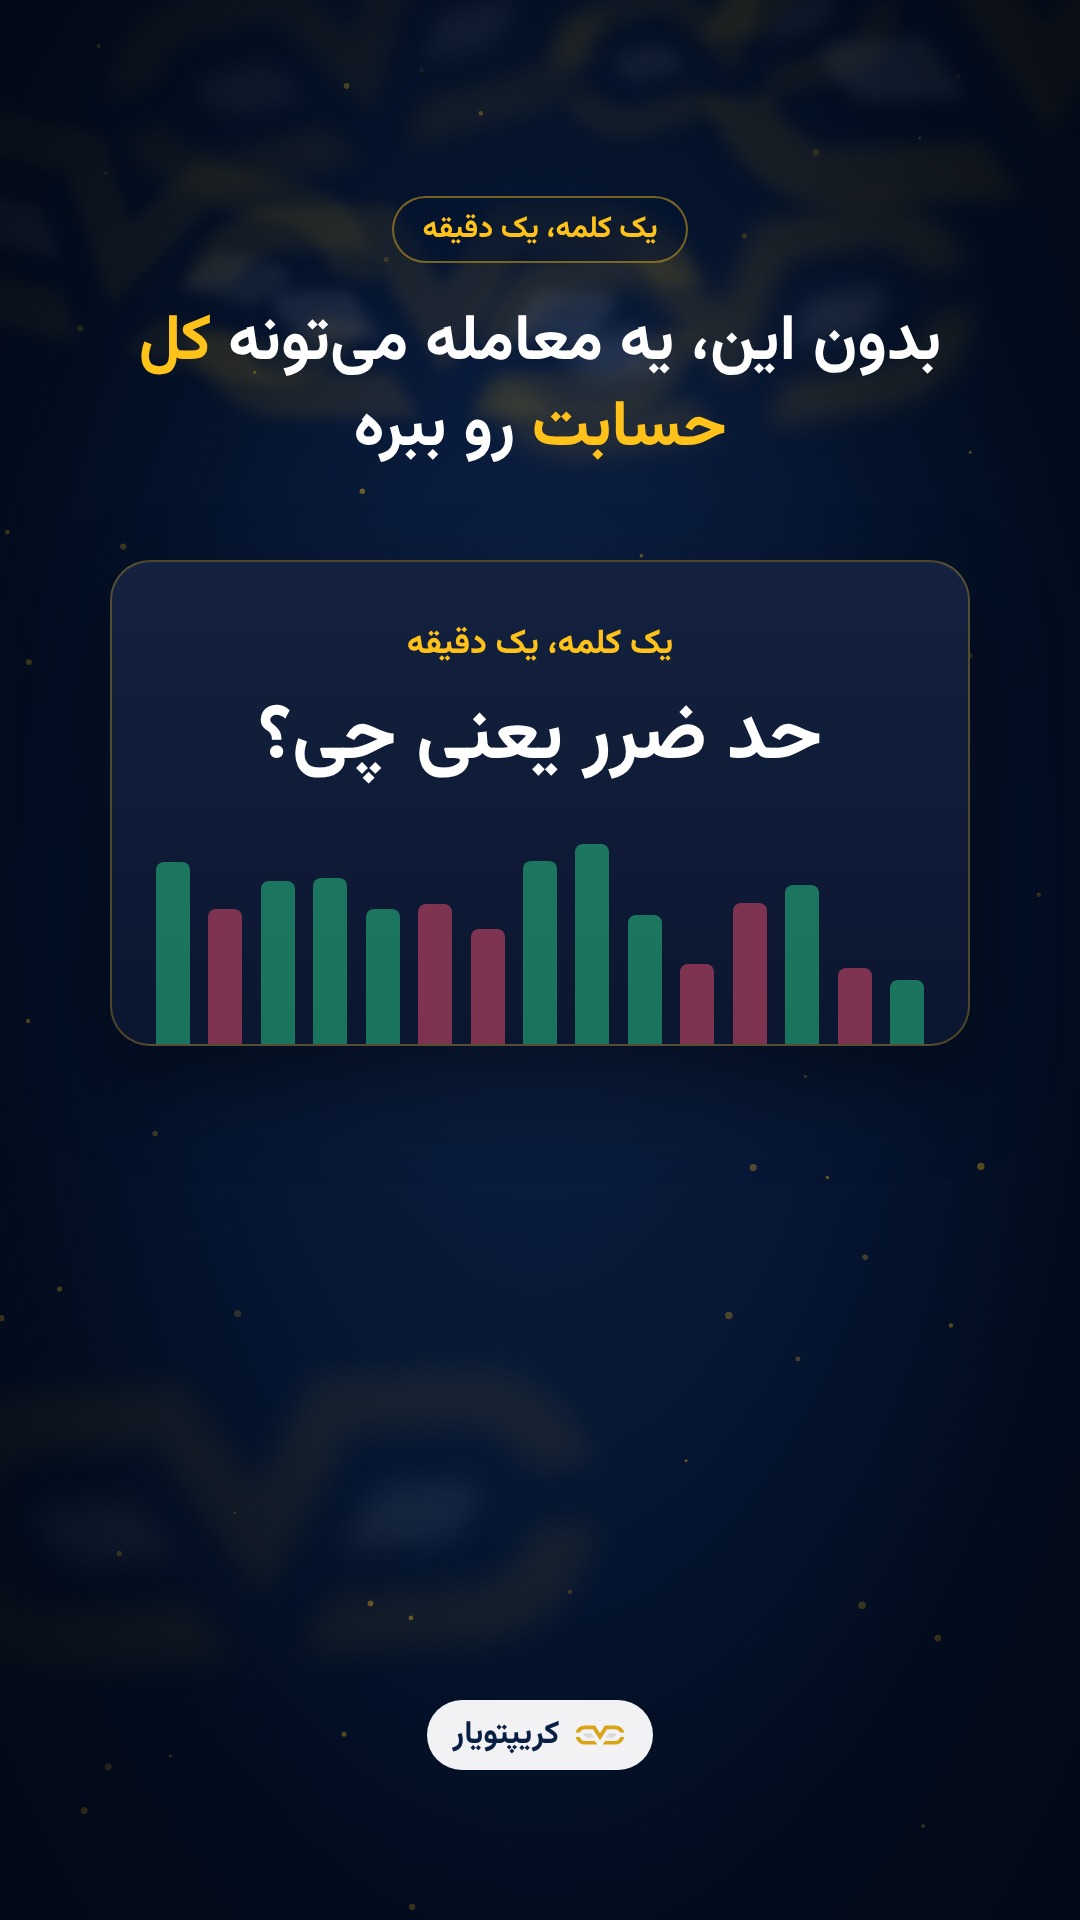 یک کلمه، یک دقیقه
بدون این، یه معامله می‌تونه کل
حسابت رو ببره
یک کلمه، یک دقیقه
حد ضرر یعنی چی؟
کریپتویار